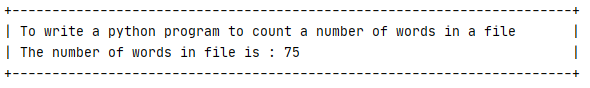 +----------------------------------------------------------------------+
| To write a python program to count a number of words in a file       |
| The number of words in file is : 75                                  |
+----------------------------------------------------------------------+